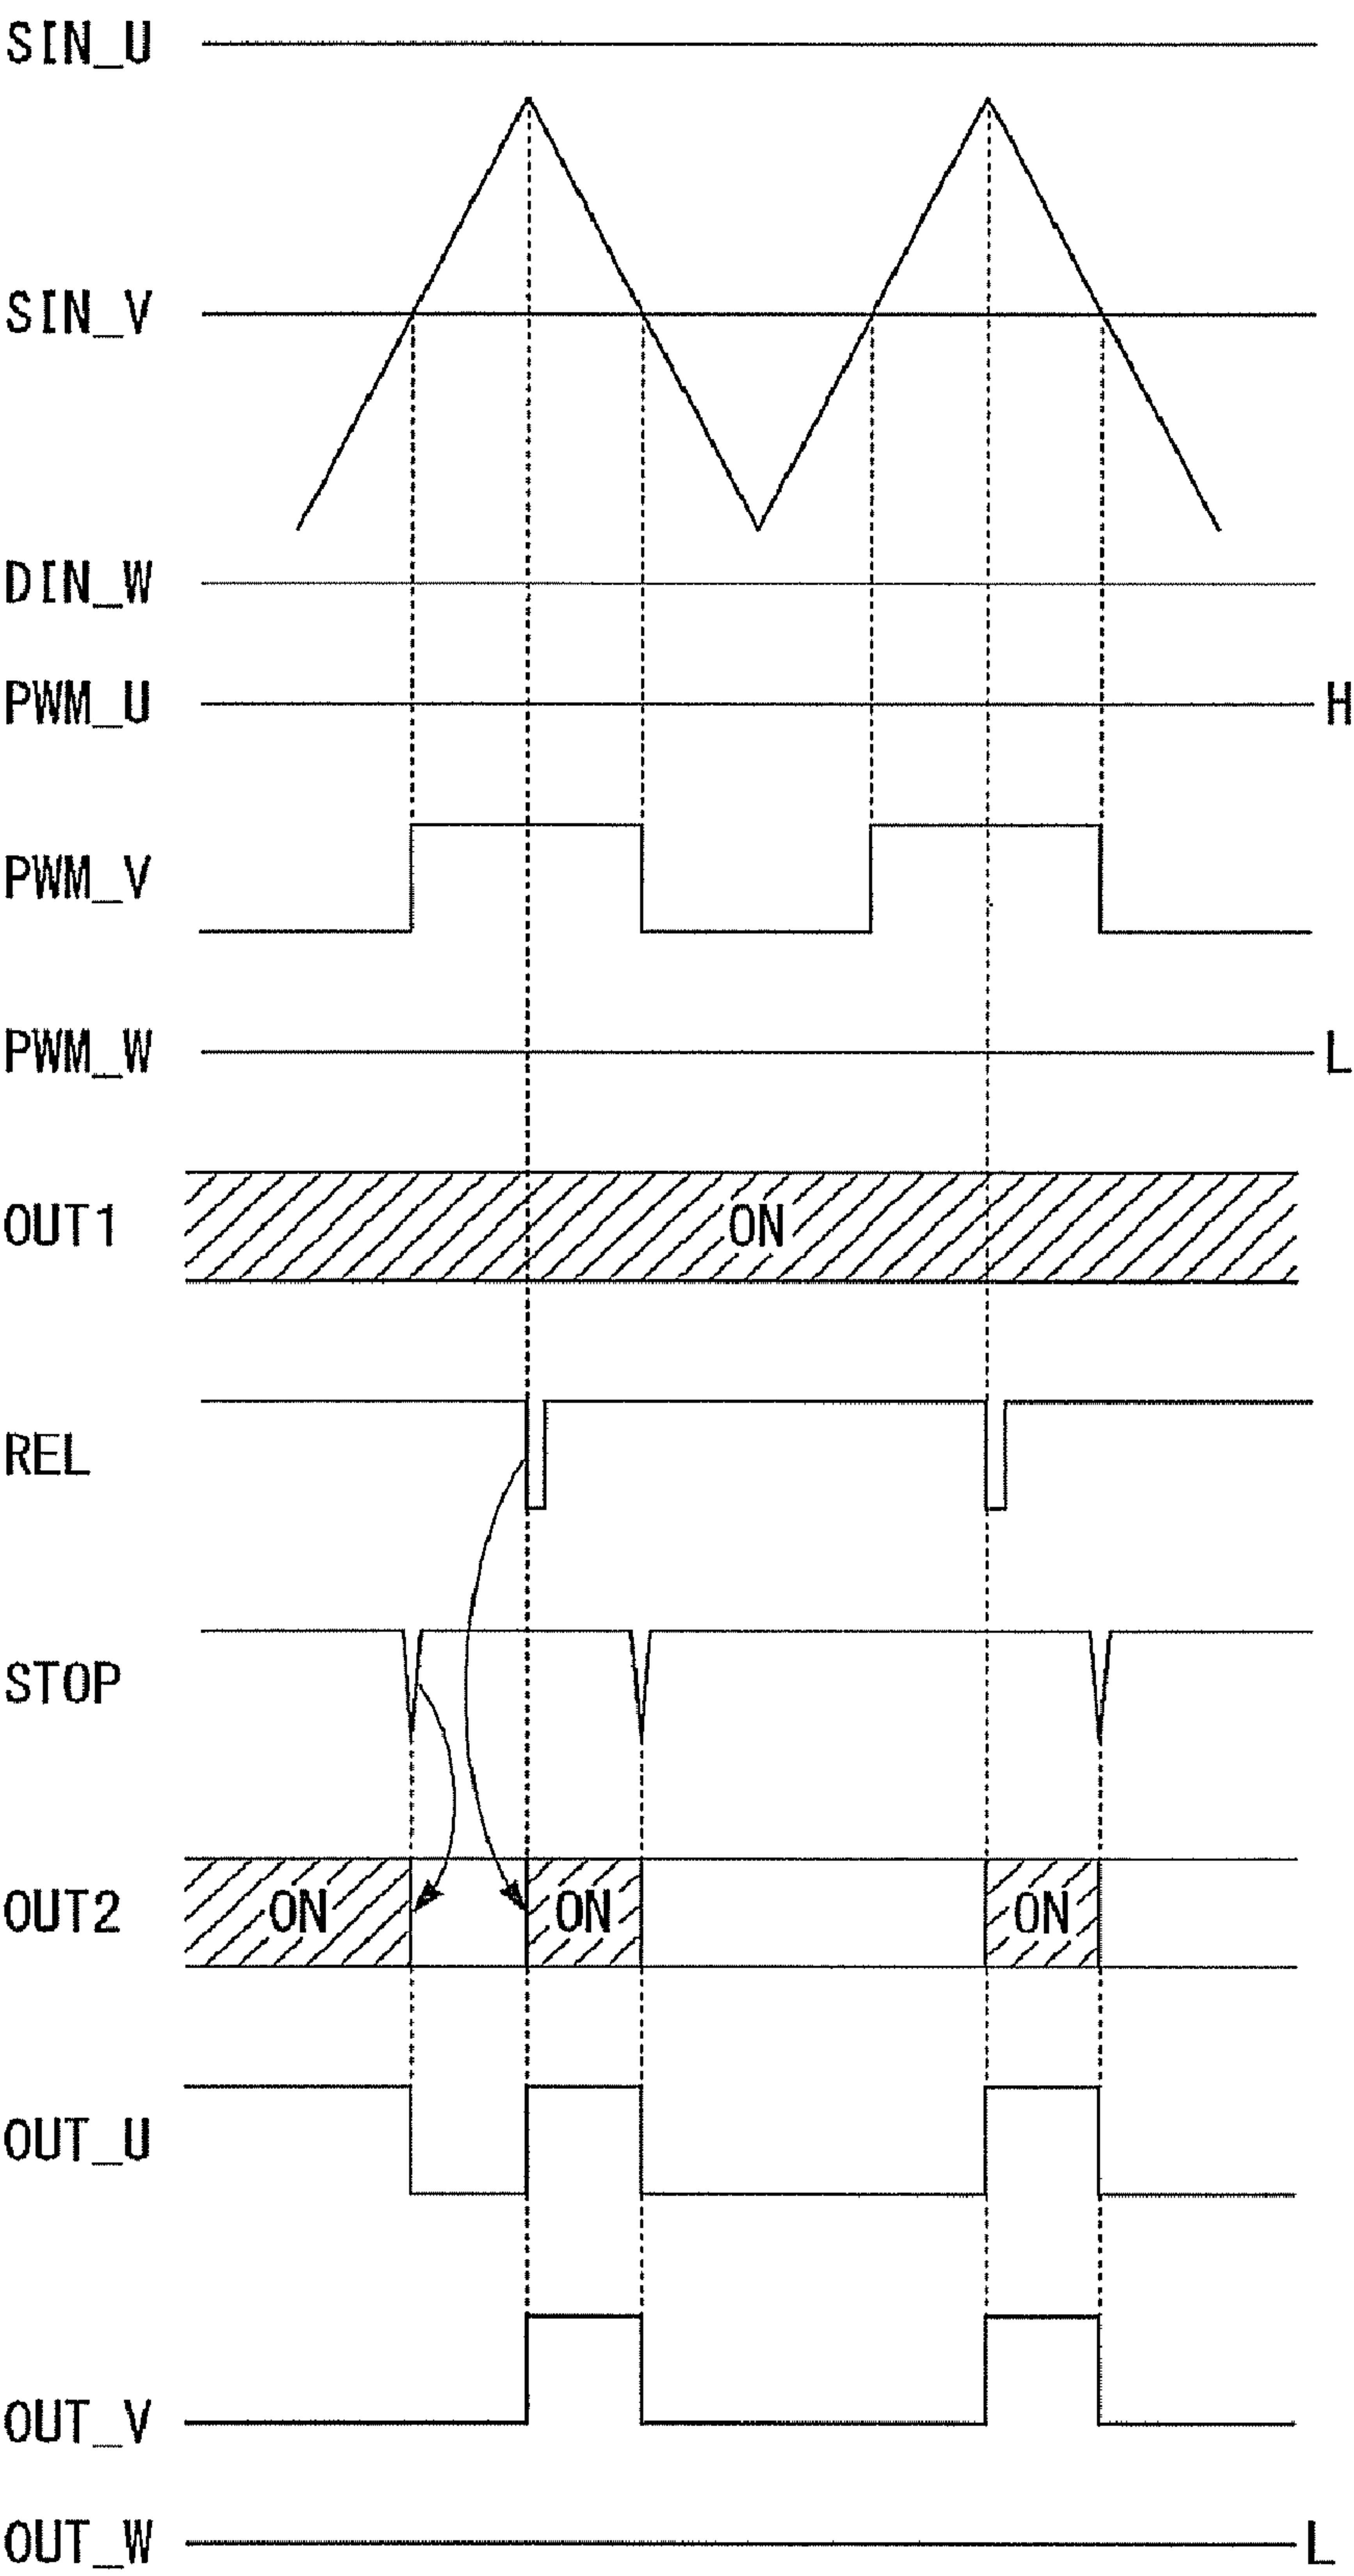 SIN_U
SIN_V
DIN_W
PWM_U H
PWM_V
PWM_W L
OUT1 ON
REL
STOP
OUT2 ON ON ON
OUT_U
OUT_V
OUT_W L